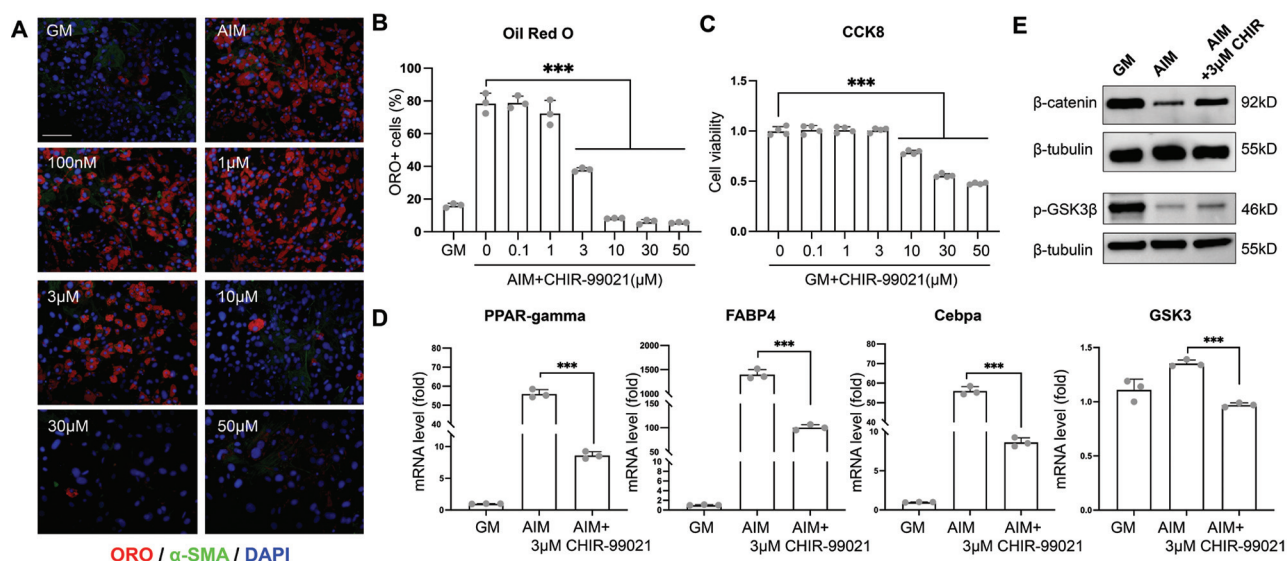 A
GM
AIM
100nM
1μM
3μM
10μM
30μM
50μM
ORO / α-SMA / DAPI
B
Oil Red O
ORO+ cells (%)
100
80
60
40
20
0
***
GM
0
0.1
1
3
10
30
50
AIM+CHIR-99021(μM)
C
CCK8
Cell viability
1.5
1.0
0.5
0.0
***
0
0.1
1
3
10
30
50
GM+CHIR-99021(μM)
E
GM
AIM
AIM
+3μM CHIR
β-catenin
92kD
β-tubulin
55kD
p-GSK3β
46kD
β-tubulin
55kD
D
PPAR-gamma
mRNA level (fold)
80
70
60
50
40
10
5
0
***
GM
AIM
AIM+
3μM CHIR-99021
FABP4
mRNA level (fold)
2000
1500
1000
150
100
50
10
8
6
4
2
0
***
GM
AIM
AIM+
3μM CHIR-99021
Cebpa
mRNA level (fold)
80
70
60
50
40
10
5
0
***
GM
AIM
AIM+
3μM CHIR-99021
GSK3
mRNA level (fold)
1.5
1.0
0.5
0.0
***
GM
AIM
AIM+
3μM CHIR-99021